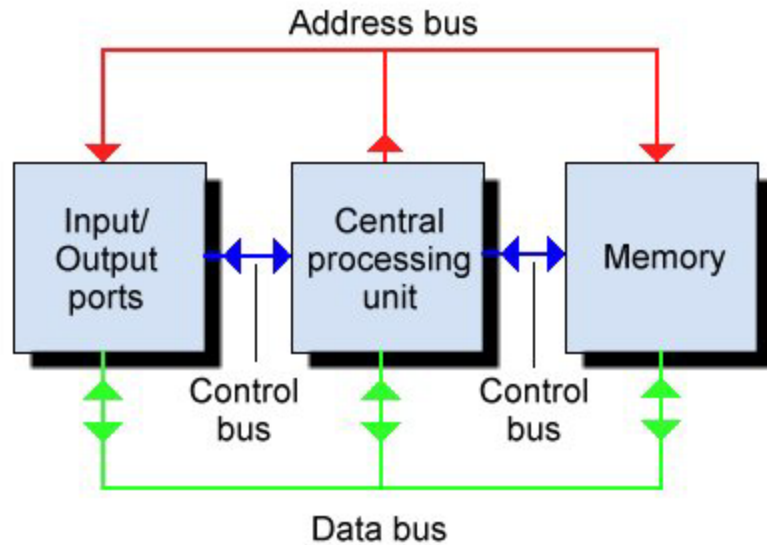 Address bus
Input/
Output
ports
Central
processing
unit
Memory
Control
bus
Control
bus
Data bus